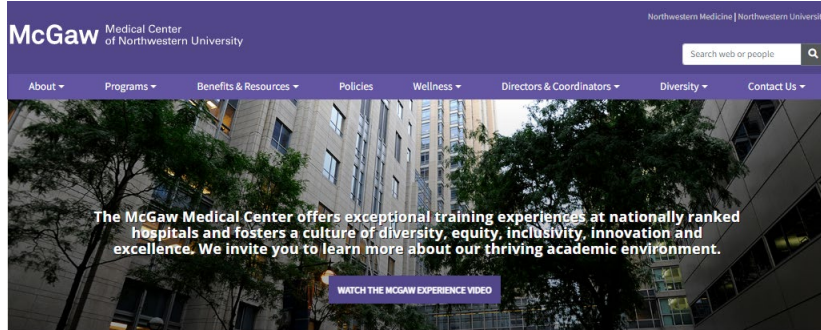 Northwestern Medicine | Northwestern Universit
McGaw Medical Center
of Northwestern University
Search web or people
About Programs Benefits & Resources Policies Wellness Directors & Coordinators Diversity Contact Us
The McGaw Medical Center offers exceptional training experiences at nationally ranked
hospitals and fosters a culture of diversity, equity, inclusivity, innovation and
excellence. We invite you to learn more about our thriving academic environment.
WATCH THE MCGAW EXPERIENCE VIDEO